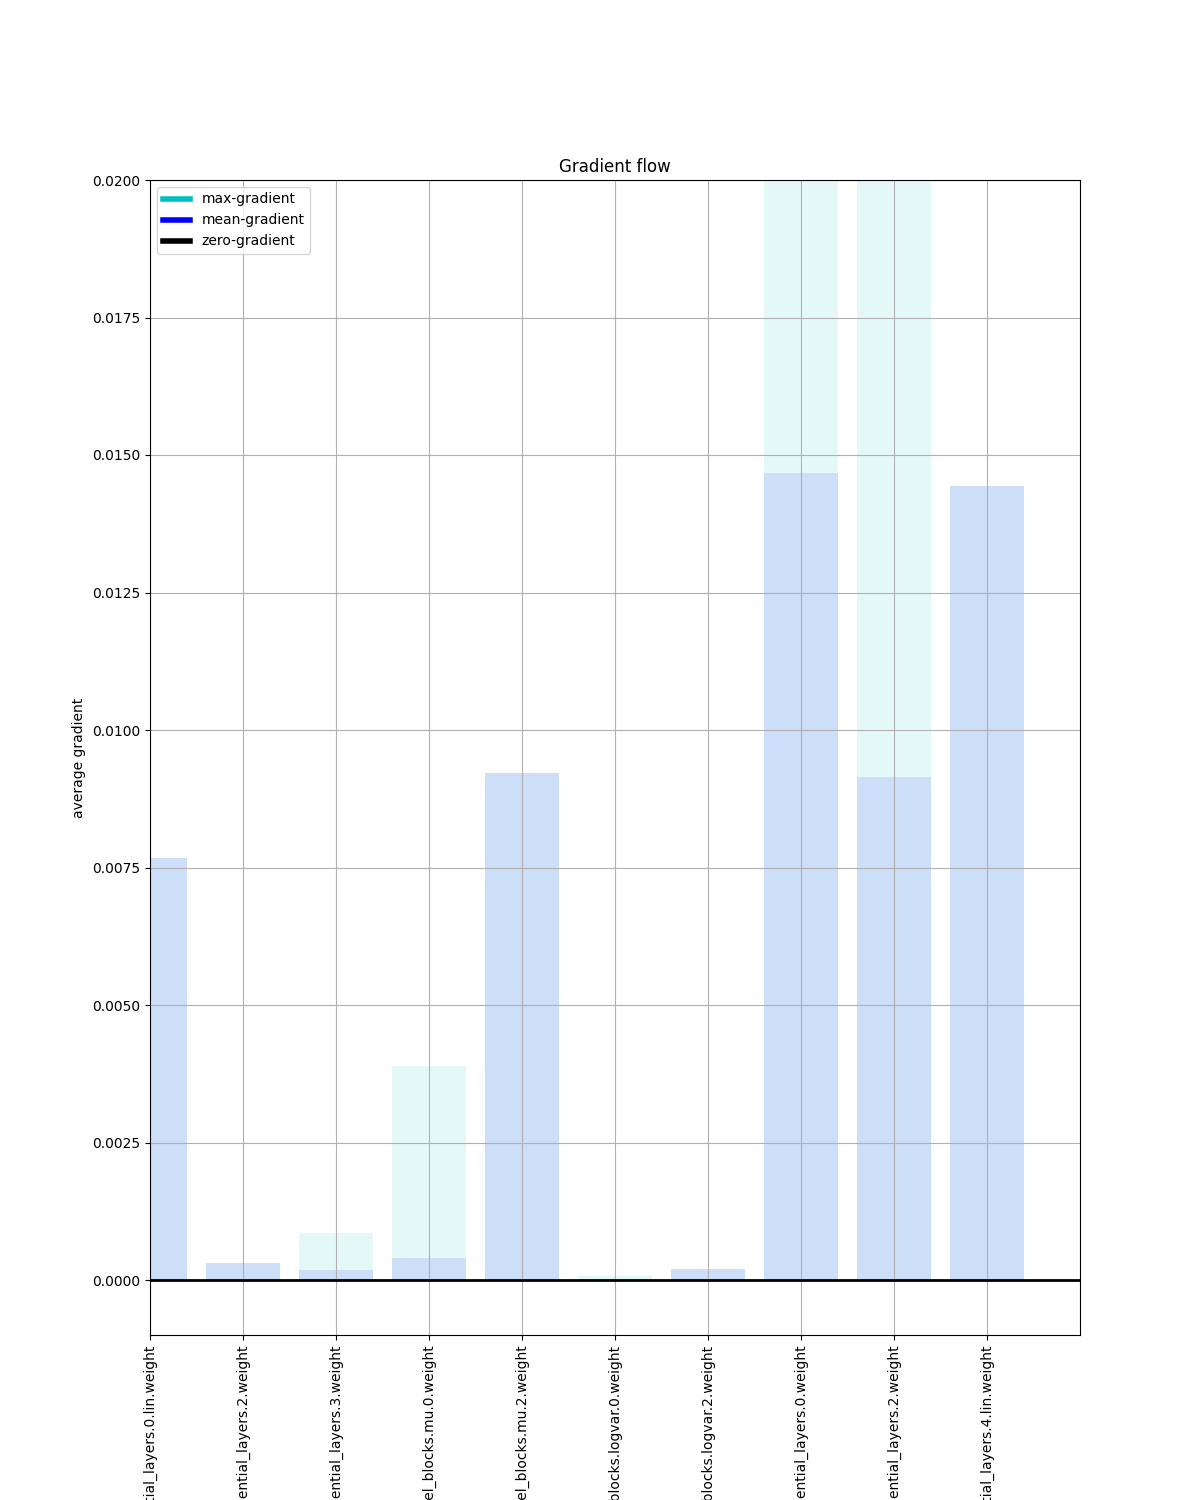 Gradient flow
max-gradient
mean-gradient
zero-gradient
0.0200
0.0175
0.0150
0.0125
0.0100
0.0075
0.0050
0.0025
0.0000
average gradient
tial_layers.0.lin.weight
ential_layers.2.weight
ential_layers.3.weight
el_blocks.mu.0.weight
el_blocks.mu.2.weight
blocks.logvar.0.weight
blocks.logvar.2.weight
ential_layers.0.weight
ential_layers.2.weight
tial_layers.4.lin.weight